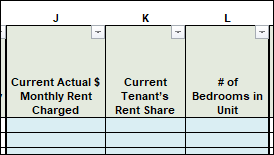 J K L
Current Actual $
Monthly Rent
Charged
Current
Tenant's
Rent Share
# of
Bedrooms in
Unit